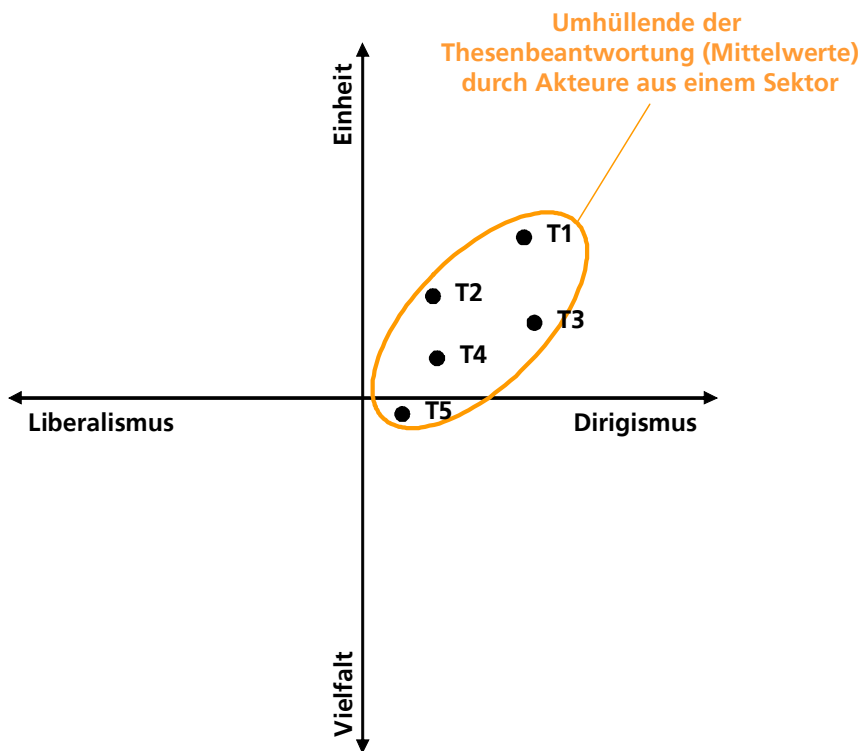 Umhüllende der
Thesenbeantwortung (Mittelwerte)
durch Akteure aus einem Sektor
Einheit
T1
T2
T3
T4
T5
Liberalismus
Dirigismus
Vielfalt